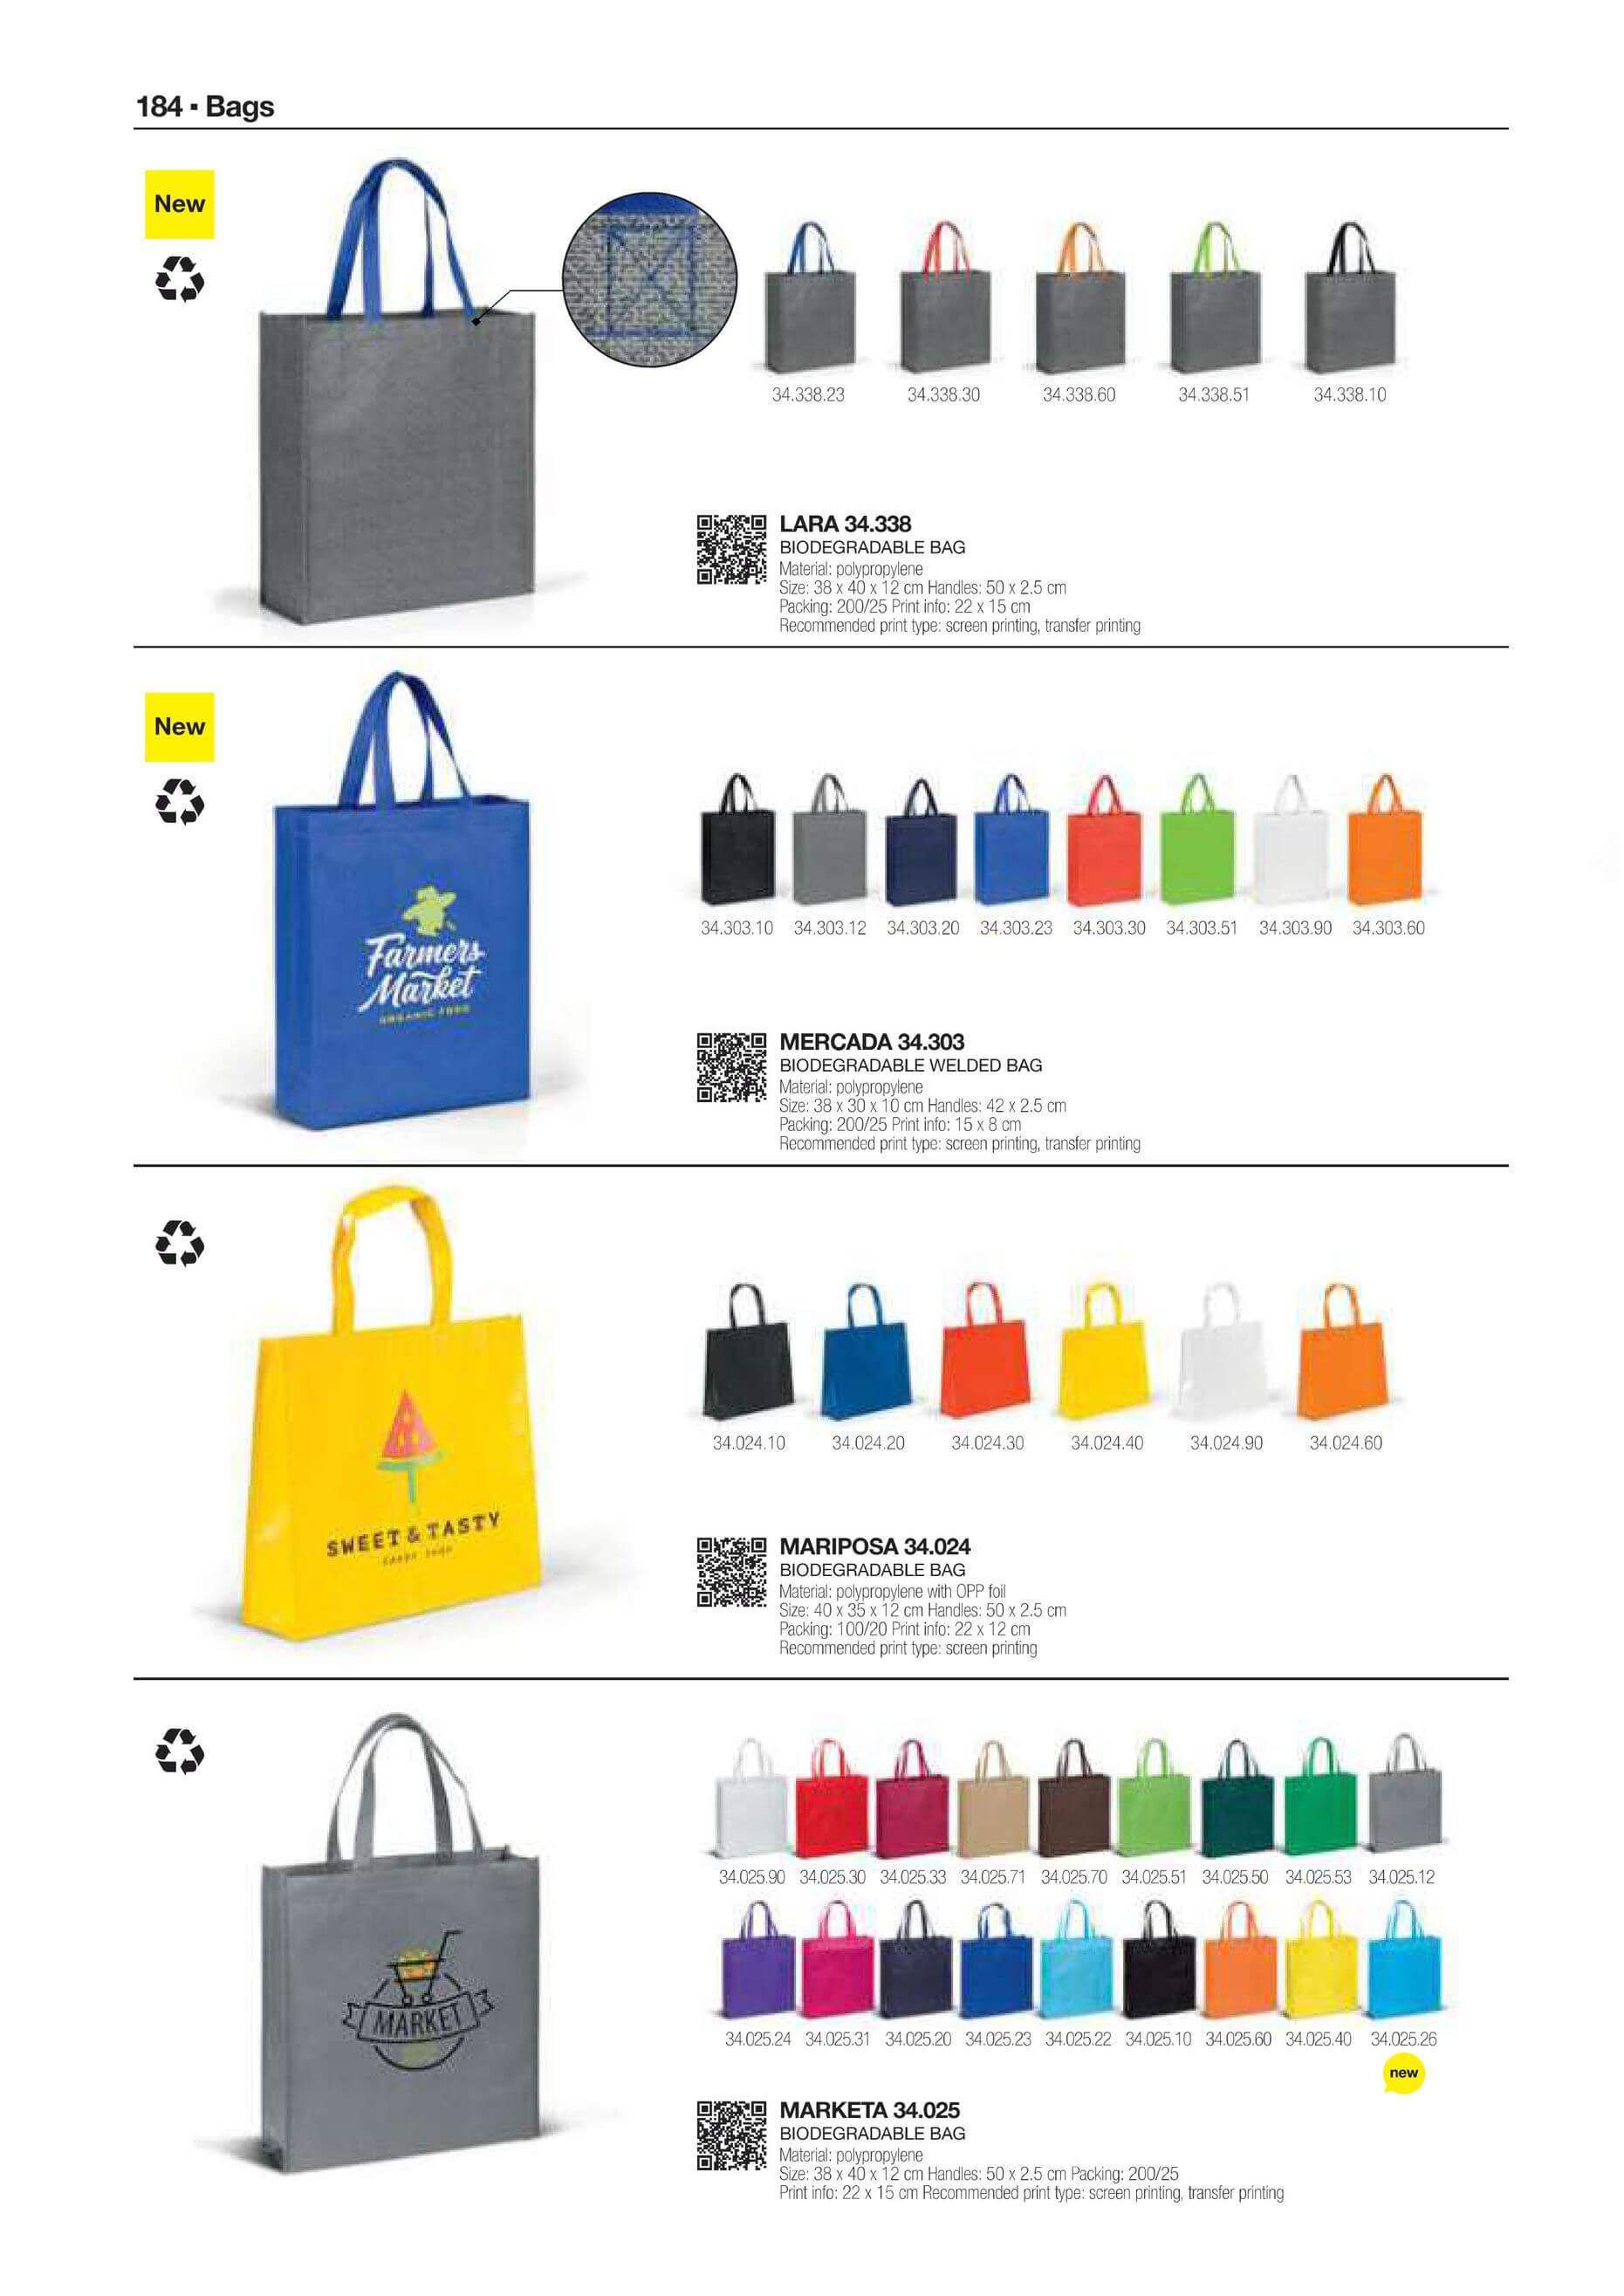 184 ▪ Bags
New
34.338.23 34.338.30 34.338.60 34.338.51 34.338.10
LARA 34.338
BIODEGRADABLE BAG
Material: polypropylene
Size: 38 x 40 x 12 cm Handles: 50 x 2.5 cm
Packing: 200/25 Print info: 22 x 15 cm
Recommended print type: screen printing, transfer printing
New
Farmers
Market
ORGANIC FOOD
34.303.10 34.303.12 34.303.20 34.303.23 34.303.30 34.303.51 34.303.90 34.303.60
MERCADA 34.303
BIODEGRADABLE WELDED BAG
Material: polypropylene
Size: 38 x 30 x 10 cm Handles: 42 x 2.5 cm
Packing: 200/25 Print info: 15 x 8 cm
Recommended print type: screen printing, transfer printing
SWEET & TASTY
34.024.10 34.024.20 34.024.30 34.024.40 34.024.90 34.024.60
MARIPOSA 34.024
BIODEGRADABLE BAG
Material: polypropylene with OPP foil
Size: 40 x 35 x 12 cm Handles: 50 x 2.5 cm
Packing: 100/20 Print info: 22 x 12 cm
Recommended print type: screen printing
MARKET
34.025.90 34.025.30 34.025.33 34.025.71 34.025.70 34.025.51 34.025.50 34.025.53 34.025.12
34.025.24 34.025.31 34.025.20 34.025.23 34.025.22 34.025.10 34.025.60 34.025.40 34.025.26
new
MARKETA 34.025
BIODEGRADABLE BAG
Material: polypropylene
Size: 38 x 40 x 12 cm Handles: 50 x 2.5 cm Packing: 200/25
Print info: 22 x 15 cm Recommended print type: screen printing, transfer printing